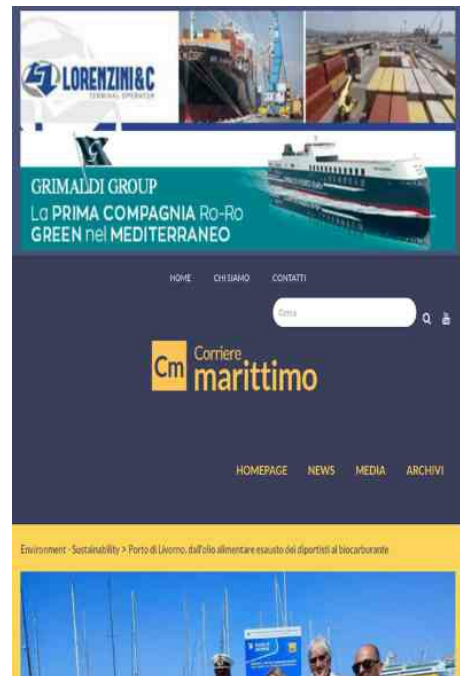 LORENZINI&C
TERMINAL OPERATOR
GRIMALDI GROUP
La PRIMA COMPAGNIA Ro-Ro
GREEN nel MEDITERRANEO
HOME CHI SIAMO CONTATTI
Cerca
Cm Corriere
marittimo
HOMEPAGE NEWS MEDIA ARCHIVI
Environment - Sustainability > Porto di Livorno, dall'olio alimentare esausto dei diportisti al biocarburante